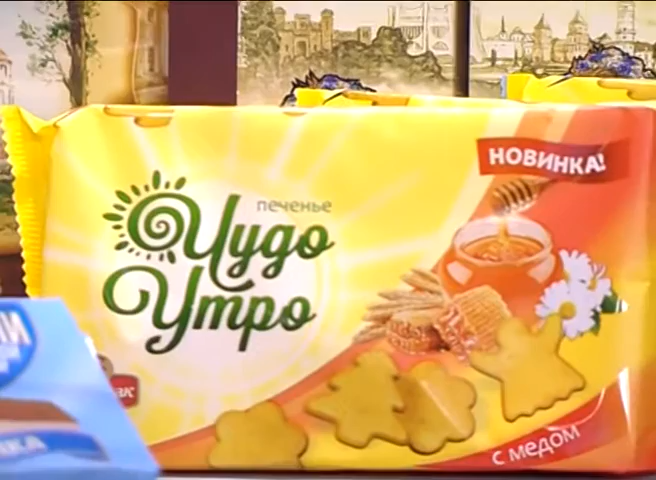 НОВИНКА!
печенье
Чудо
Утро
с медом